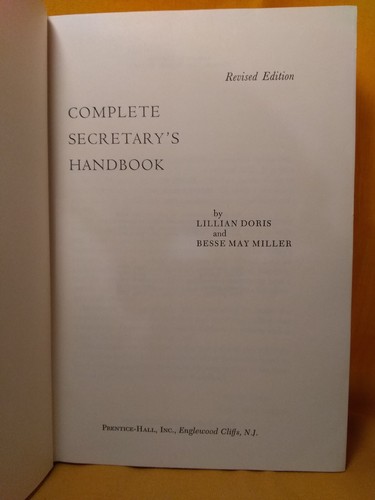 Revised Edition
COMPLETE
SECRETARY'S
HANDBOOK
by
LILLIAN DORIS
and
BESSE MAY MILLER
PRENTICE-HALL, INC., Englewood Cliffs, N.J.